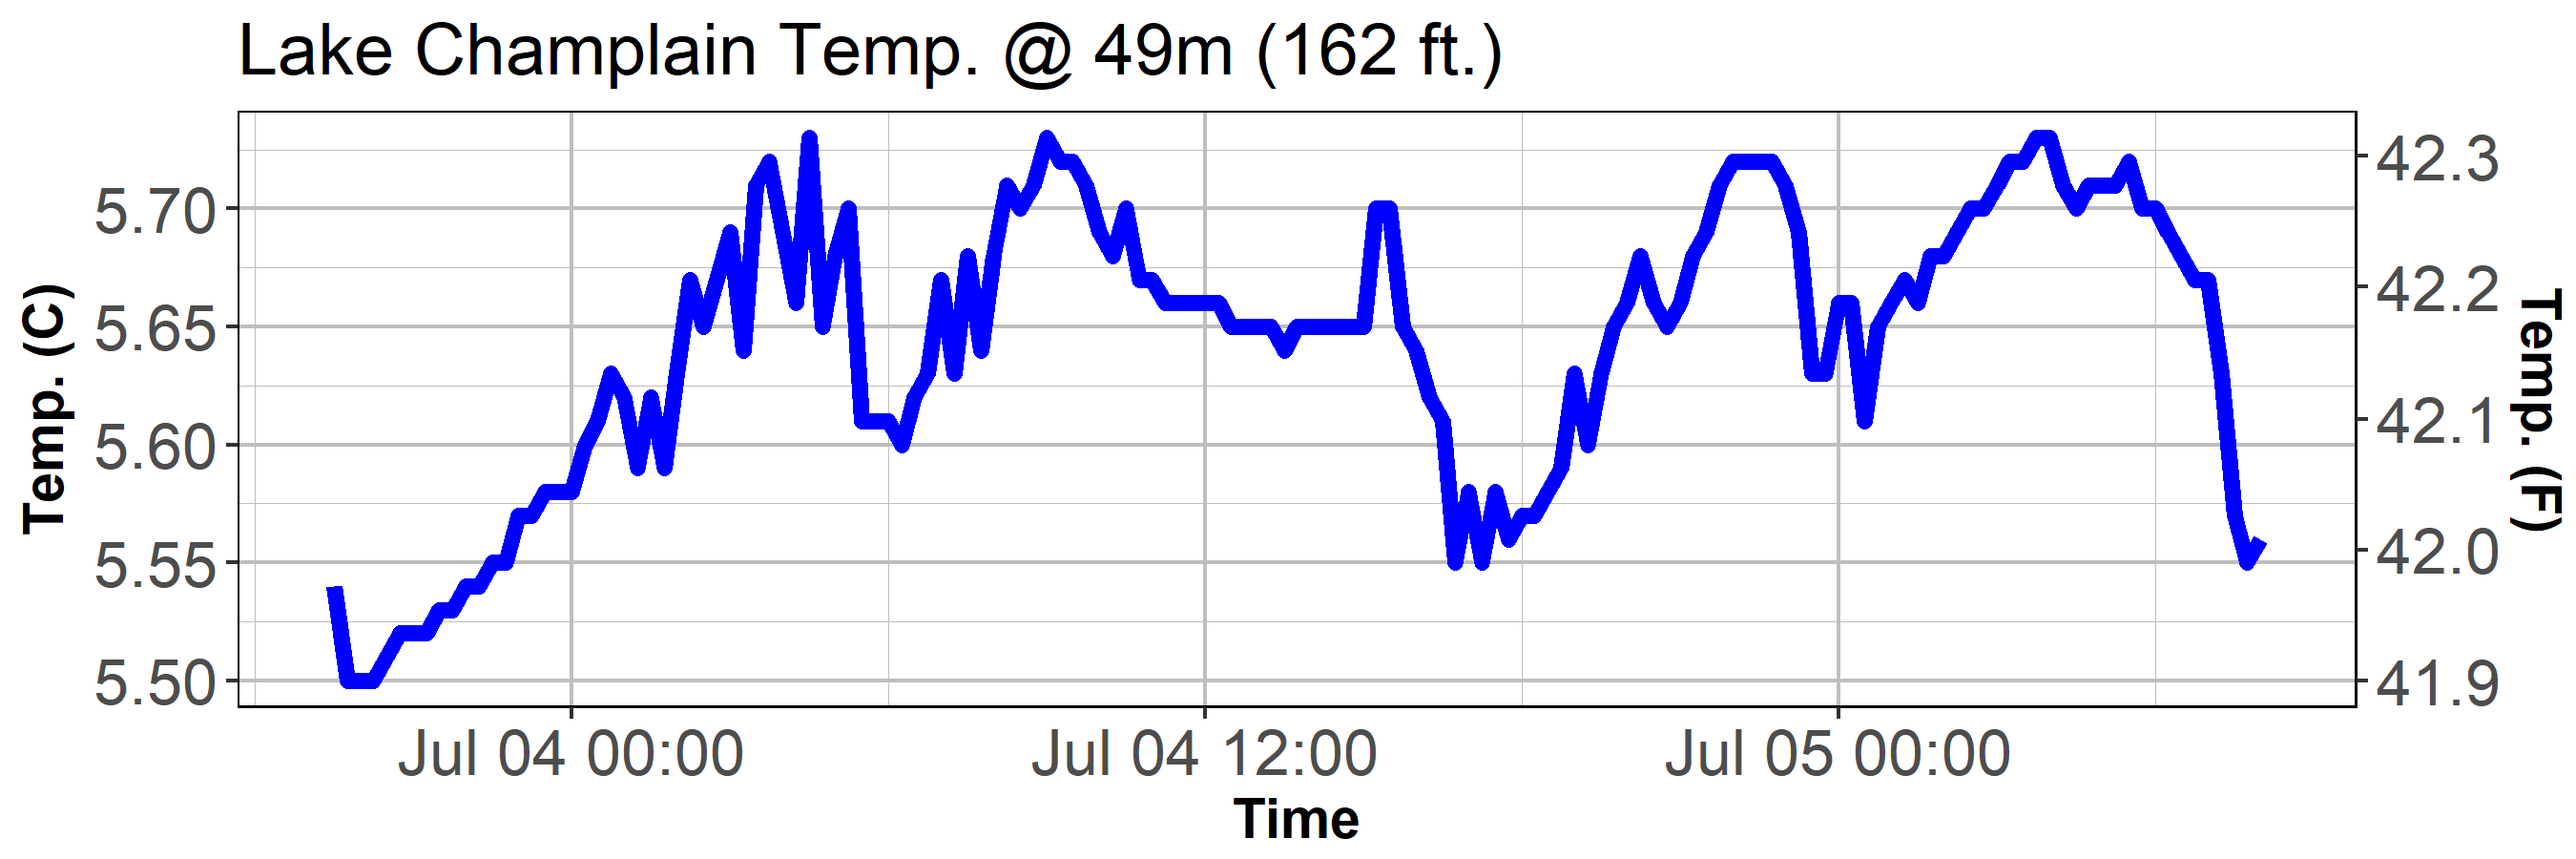 Lake Champlain Temp. @ 49m (162 ft.)
Temp. (C)
5.70
5.65
5.60
5.55
5.50
42.3
42.2
42.1
42.0
41.9
Temp. (F)
Jul 04 00:00
Jul 04 12:00
Jul 05 00:00
Time